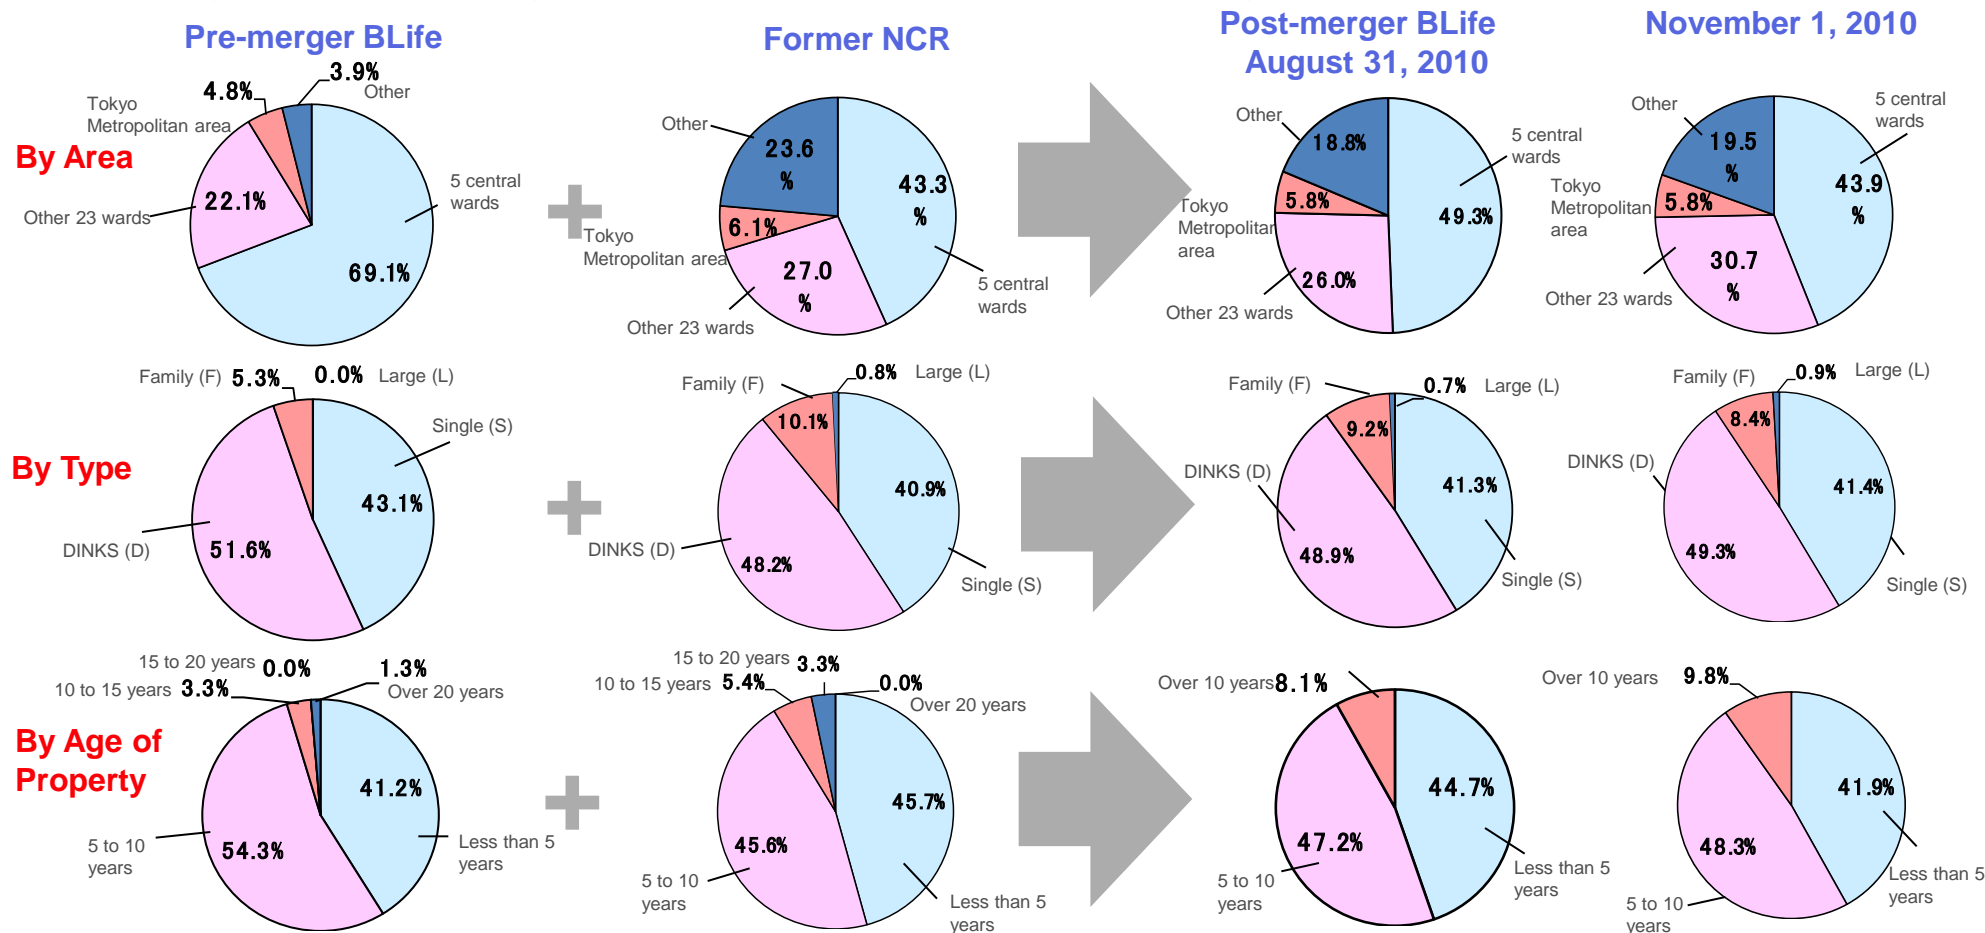 Pre-merger BLife
Former NCR
Post-merger BLife
August 31, 2010
November 1, 2010
By Area
3.9%
Other
4.8%
Tokyo
Metropolitan area
22.1%
Other 23 wards
5 central
wards
69.1%
Other
23.6
%
43.3
%
6.1%
Tokyo
Metropolitan area
27.0
%
5 central
wards
Other 23 wards
Other
18.8%
5 central
wards
5.8%
Tokyo
Metropolitan
area
49.3%
26.0%
Other 23 wards
Other
19.5
%
5 central
wards
Tokyo
Metropolitan
area
5.8%
43.9
%
30.7
%
Other 23 wards
By Type
Family (F)
5.3%
0.0%
Large (L)
Single (S)
43.1%
51.6%
DINKS (D)
Family (F)
0.8%
Large (L)
10.1%
40.9%
DINKS (D)
48.2%
Single (S)
Family (F)
0.7%
Large (L)
9.2%
DINKS (D)
41.3%
48.9%
Single (S)
Family (F)
0.9%
Large (L)
8.4%
DINKS (D)
41.4%
49.3%
Single (S)
By Age of
Property
15 to 20 years
0.0%
1.3%
10 to 15 years
3.3%
Over 20 years
41.2%
54.3%
5 to 10
years
Less than 5
years
15 to 20 years
3.3%
10 to 15 years
5.4%
0.0%
Over 20 years
45.7%
45.6%
5 to 10
years
Less than 5
years
Over 10 years
8.1%
44.7%
47.2%
5 to 10
years
Less than 5
years
Over 10 years
9.8%
41.9%
48.3%
Less than 5
years
5 to 10
years